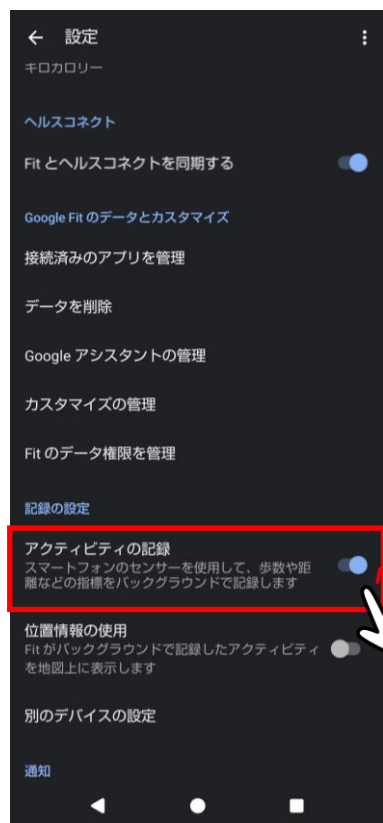 設定
キロカロリー
ヘルスコネクト
Fit とヘルスコネクトを同期する
Google Fit のデータとカスタマイズ
接続済みのアプリを管理
データを削除
Google アシスタントの管理
カスタマイズの管理
Fit のデータ権限を管理
記録の設定
アクティビティの記録
スマートフォンのセンサーを使用して、歩数や距
離などの指標をバックグラウンドで記録します
位置情報の使用
Fit がバックグラウンドで記録したアクティビティ
を地図上に表示します
別のデバイスの設定
通知